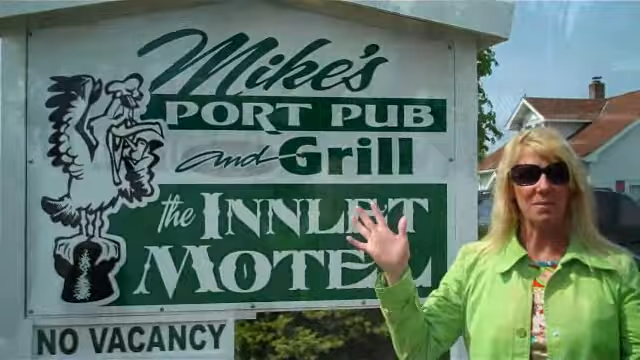 Mike's
PORT PUB
and Grill
the INNLET
MOTEL
NO VACANCY